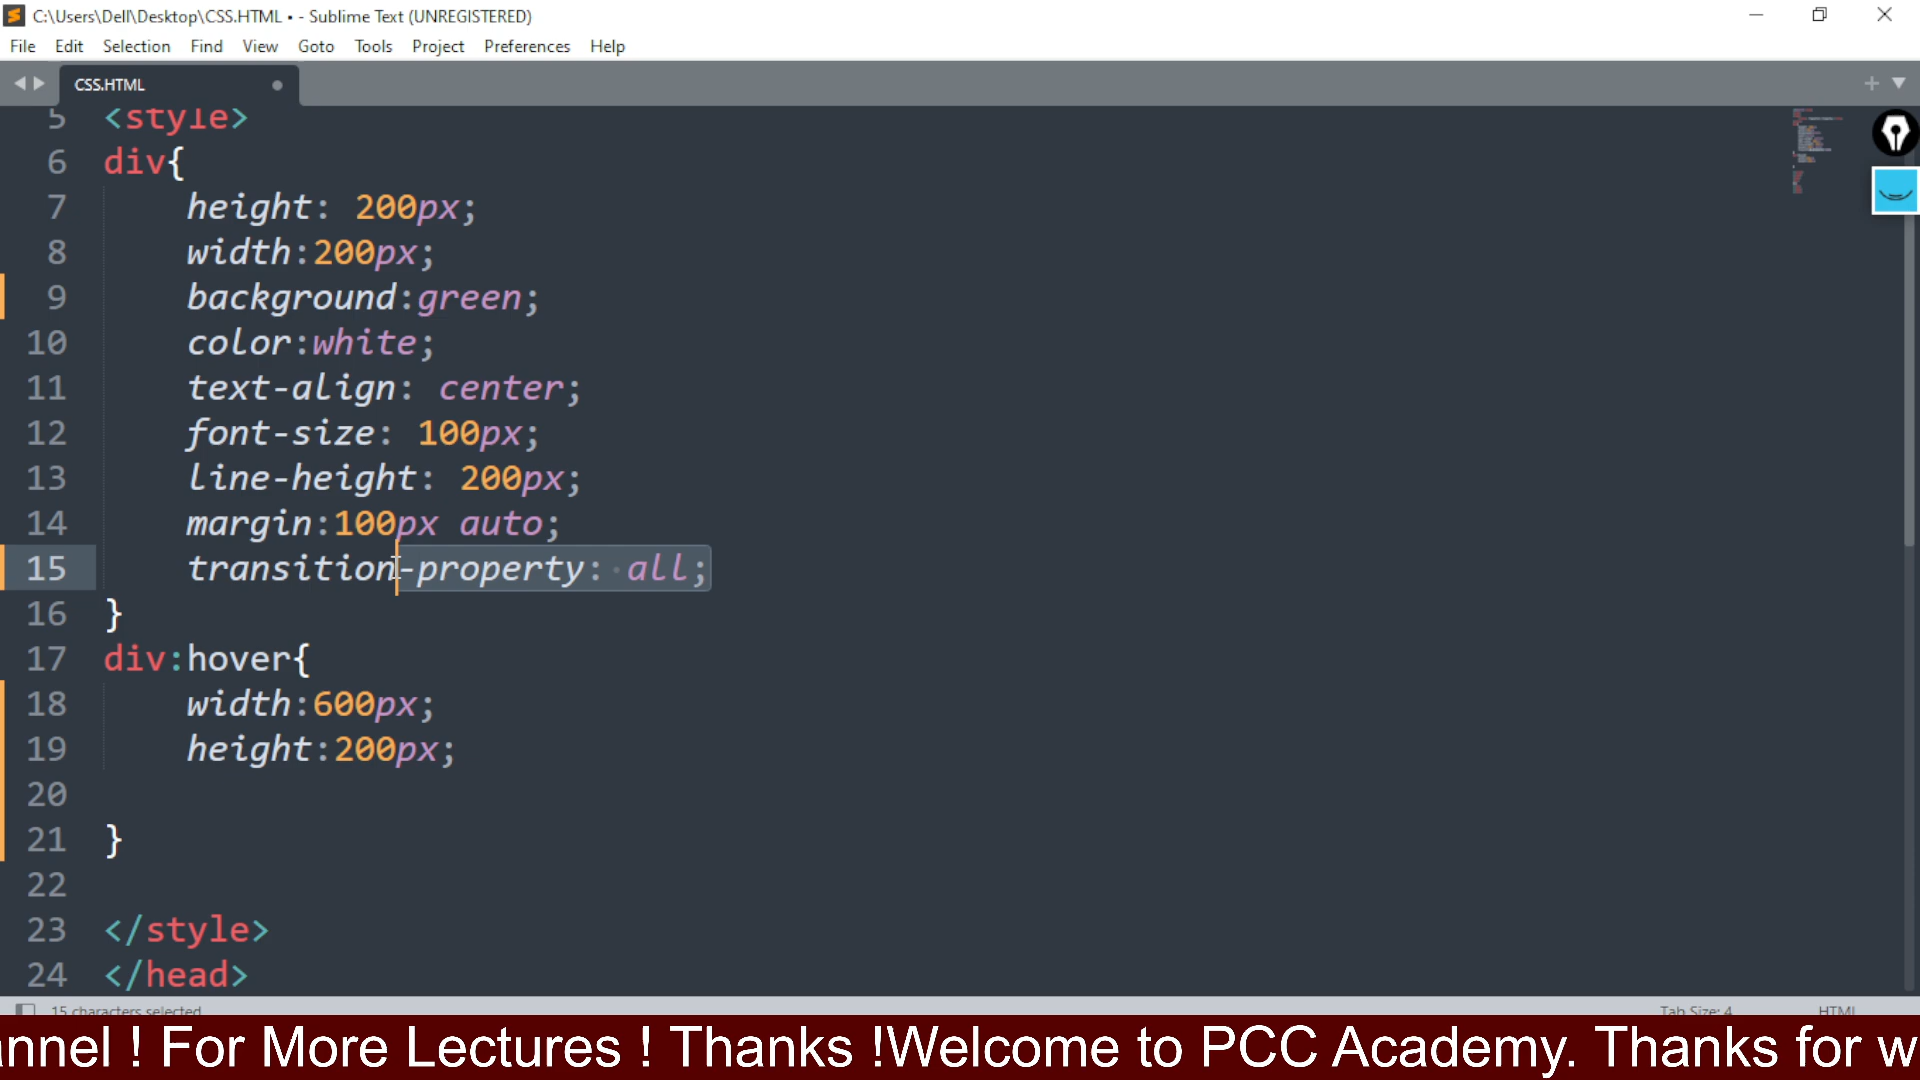 C:\Users\Dell\Desktop\CSS.HTML • - Sublime Text (UNREGISTERED)
File Edit Selection Find View Goto Tools Project Preferences Help
CSS.HTML
5 <style>
6 div{
7 height: 200px;
8 width:200px;
9 background:green;
10 color:white;
11 text-align: center;
12 font-size: 100px;
13 line-height: 200px;
14 margin:100px auto;
15 transition-property: all;
16 }
17 div:hover{
18 width:600px;
19 height:200px;
20
21 }
22
23 </style>
24 </head>
15 characters selected Tab Size: 4 HTML
nnel ! For More Lectures ! Thanks !Welcome to PCC Academy. Thanks for w